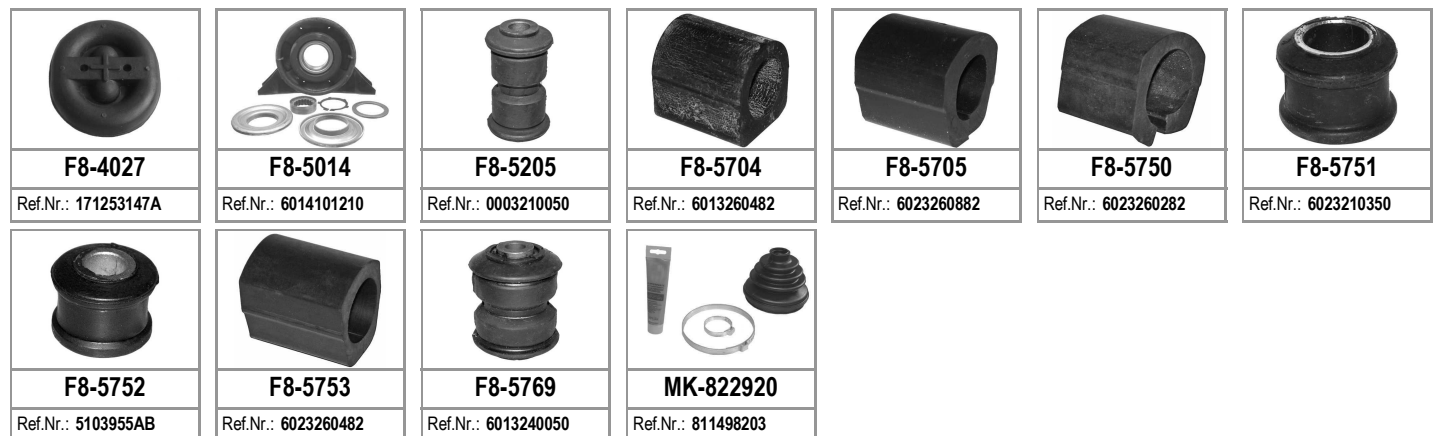 F8-4027 F8-5014 F8-5205 F8-5704 F8-5705 F8-5750 F8-5751
Ref.Nr.: 171253147A Ref.Nr.: 6014101210 Ref.Nr.: 0003210050 Ref.Nr.: 6013260482 Ref.Nr.: 6023260882 Ref.Nr.: 6023260282 Ref.Nr.: 6023210350
F8-5752 F8-5753 F8-5769 MK-822920
Ref.Nr.: 5103955AB Ref.Nr.: 6023260482 Ref.Nr.: 6013240050 Ref.Nr.: 811498203